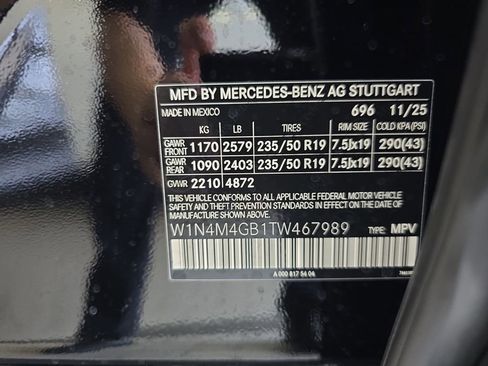 MFD BY MERCEDES-BENZ AG STUTTGART
MADE IN MEXICO 696 11/25
KG LB TIRES RIM SIZE COLD KPA (PSI)
GAWR FRONT 1170 2579 235/50 R19 7.5Jx19 290(43)
GAWR REAR 1090 2403 235/50 R19 7.5Jx19 290(43)
GVWR 2210 4872
THIS VEHICLE CONFORMS TO ALL APPLICABLE FEDERAL MOTOR VEHICLE
SAFETY, BUMPER, AND THEFT PREVENTION STANDARDS IN EFFECT ON
THE DATE OF MANUFACTURE SHOWN ABOVE.
W1N4M4GB1TW467989 TYPE: MPV
A 000 817 54 04